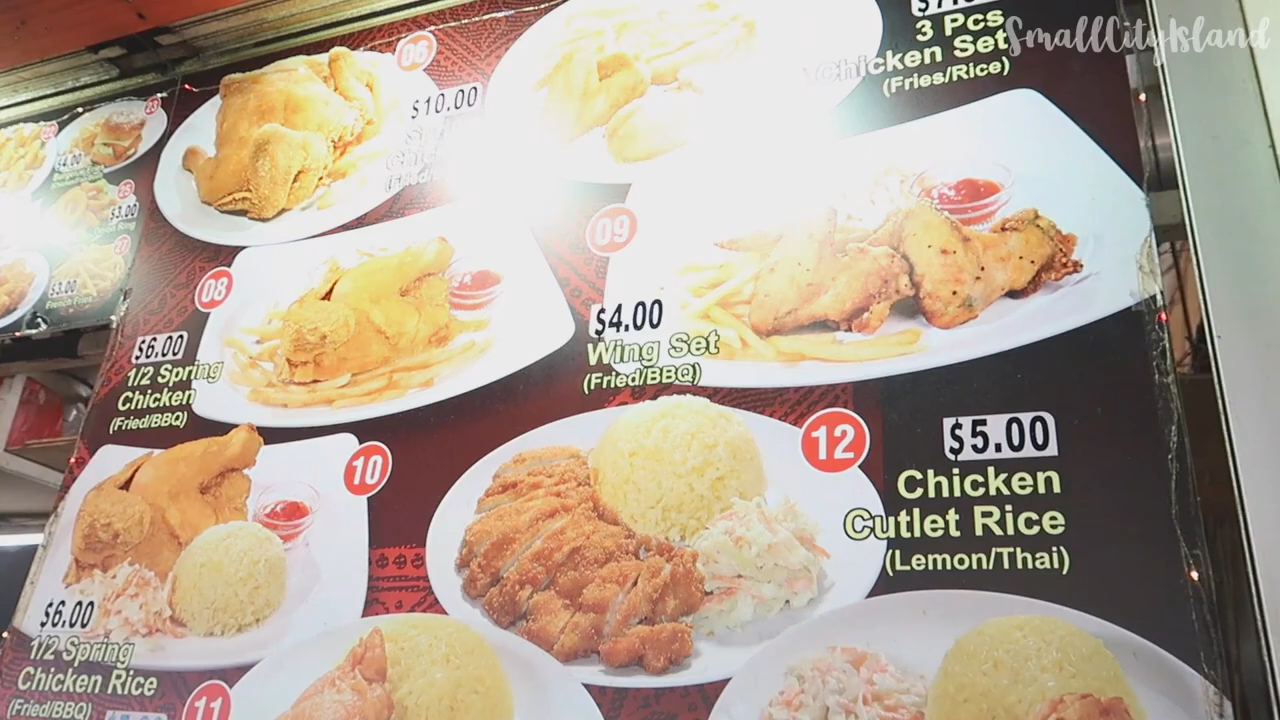 SmallCityIsland
3 Pcs
Chicken Set
(Fries/Rice)
06
$10.00
23
$4.00
25
$3.00
$3.00
French Fries
08
$6.00
1/2 Spring
Chicken
(Fried/BBQ)
09
$4.00
Wing Set
(Fried/BBQ)
10
$6.00
1/2 Spring
Chicken Rice
(Fried/BBQ)
12
$5.00
Chicken
Cutlet Rice
(Lemon/Thai)
11